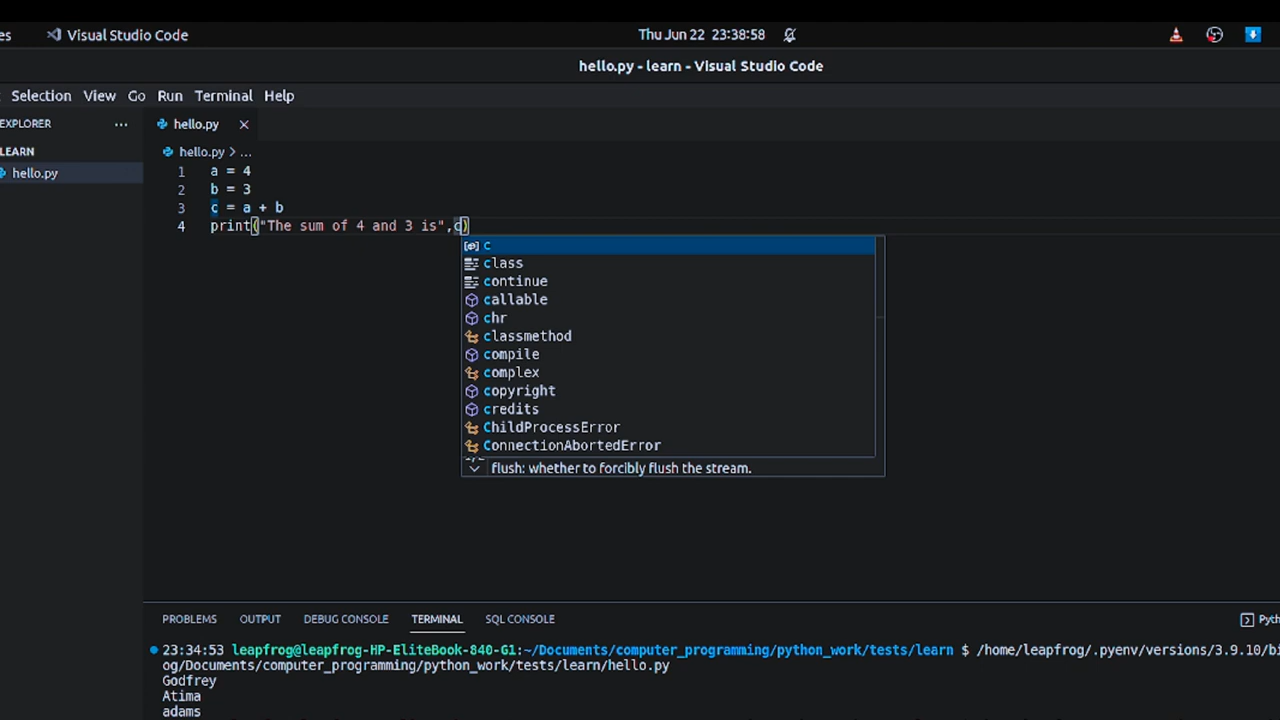 es Visual Studio Code Thu Jun 22 23:38:58
hello.py - learn - Visual Studio Code
Selection View Go Run Terminal Help
EXPLORER ... hello.py ×
LEARN
hello.py
hello.py > ...
1 a = 4
2 b = 3
3 c = a + b
4 print("The sum of 4 and 3 is",c)
c
class
continue
callable
chr
classmethod
compile
complex
copyright
credits
ChildProcessError
ConnectionAbortedError
flush: whether to forcibly flush the stream.
PROBLEMS OUTPUT DEBUG CONSOLE TERMINAL SQL CONSOLE Pyth
23:34:53 leapfrog@leapfrog-HP-EliteBook-840-G1:~/Documents/computer_programming/python_work/tests/learn $ /home/leapfrog/.pyenv/versions/3.9.10/bi
og/Documents/computer_programming/python_work/tests/learn/hello.py
Godfrey
Atima
adams